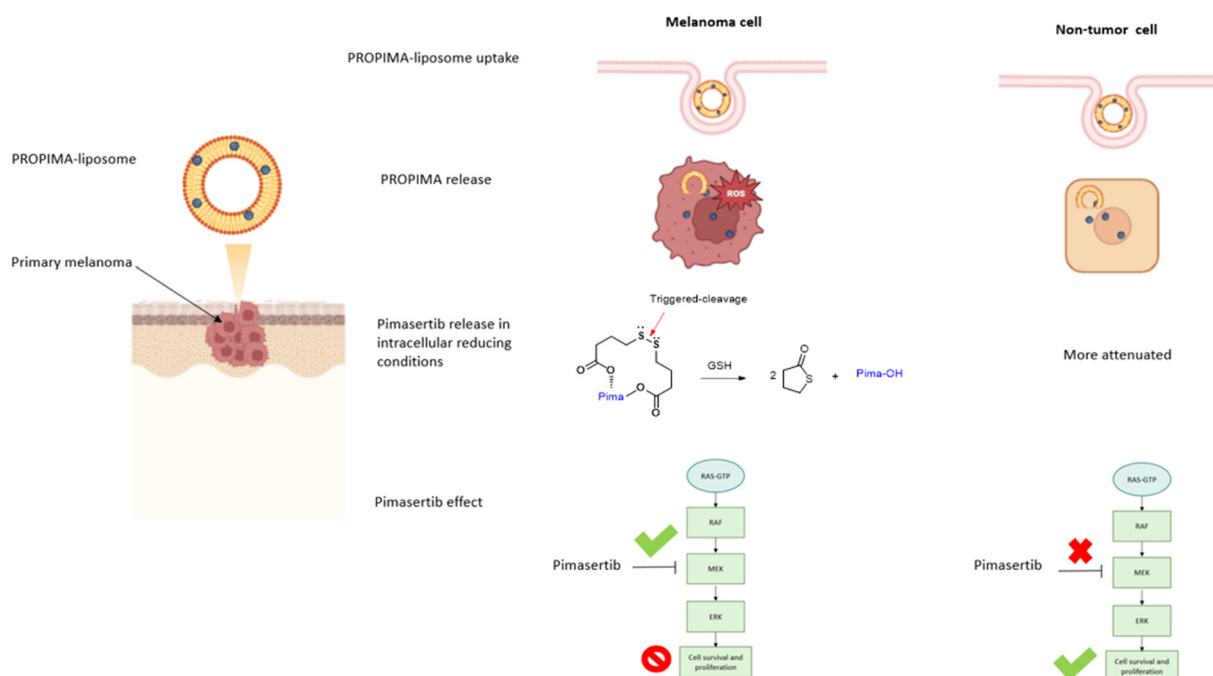 Melanoma cell
Non-tumor cell
PROPIMA-liposome uptake
PROPIMA-liposome
PROPIMA release
ROS
Primary melanoma
Pimasertib release in
intracellular reducing
conditions
Triggered-cleavage
S
S
O
O
Pima
O
O
GSH
2
O
S
+
Pima-OH
More attenuated
Pimasertib effect
RAS-GTP
RAF
Pimasertib
MEK
ERK
Cell survival and
proliferation
RAS-GTP
RAF
Pimasertib
MEK
ERK
Cell survival and
proliferation